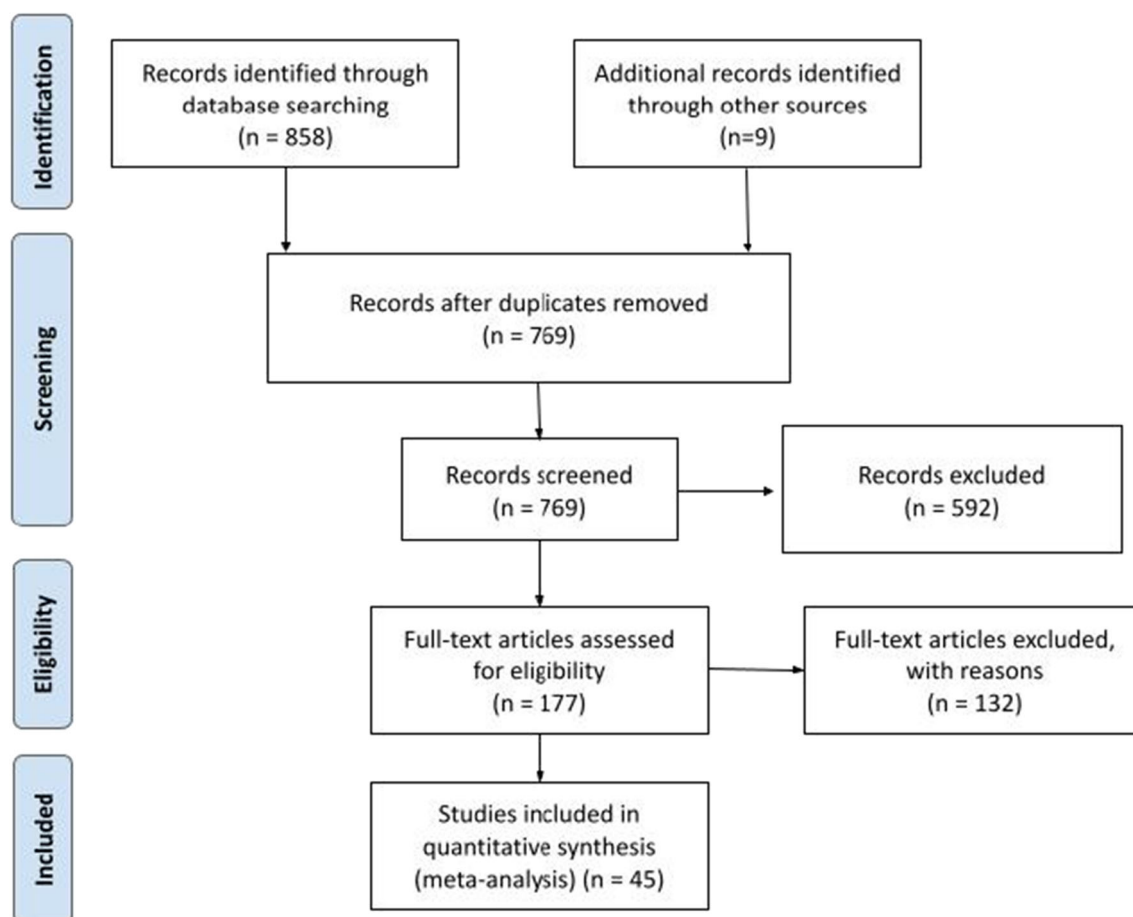 Identification
Records identified through
database searching
(n = 858)
Additional records identified
through other sources
(n=9)
Screening
Records after duplicates removed
(n = 769)
Records screened
(n = 769)
Records excluded
(n = 592)
Eligibility
Full-text articles assessed
for eligibility
(n = 177)
Full-text articles excluded,
with reasons
(n = 132)
Included
Studies included in
quantitative synthesis
(meta-analysis) (n = 45)